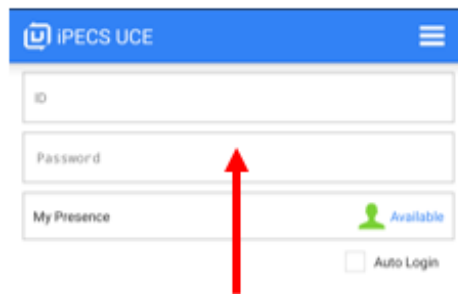 iPECS UCE
ID
Password
My Presence Available
Auto Login